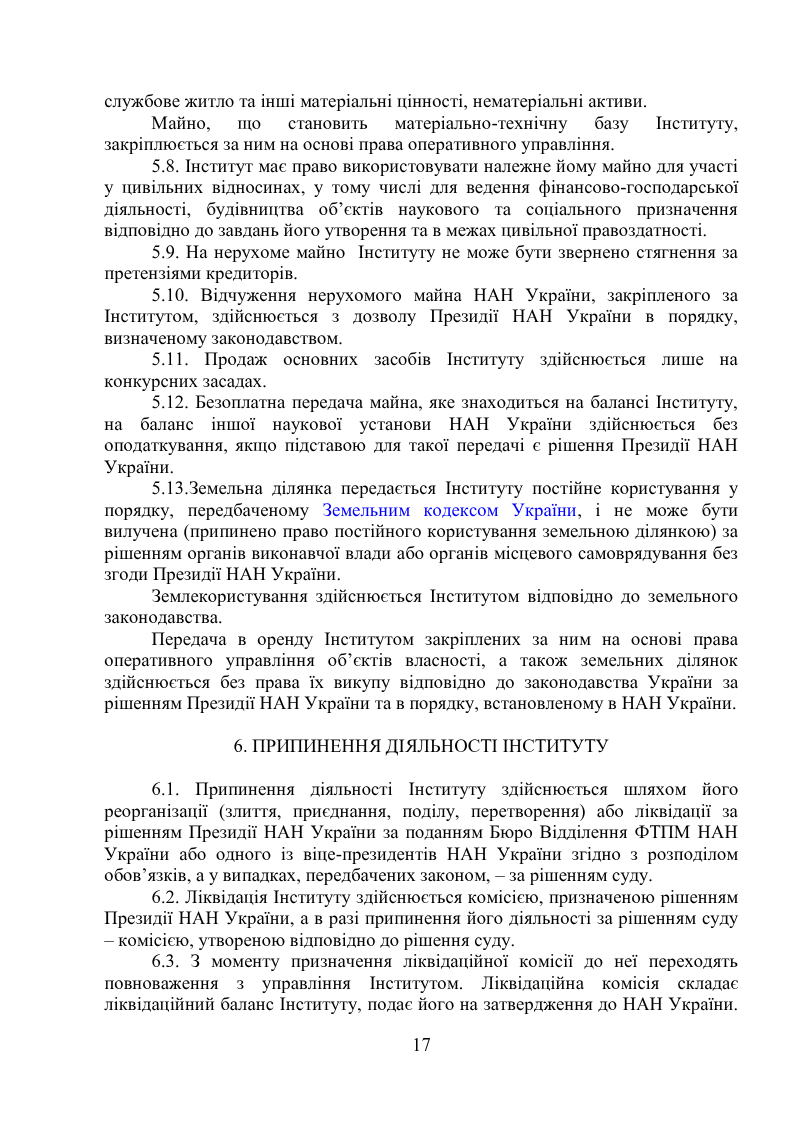 службове житло та інші матеріальні цінності, нематеріальні активи.
Майно, що становить матеріально-технічну базу Інституту,
закріплюється за ним на основі права оперативного управління.
5.8. Інститут має право використовувати належне йому майно для участі
у цивільних відносинах, у тому числі для ведення фінансово-господарської
діяльності, будівництва об’єктів наукового та соціального призначення
відповідно до завдань його утворення та в межах цивільної правоздатності.
5.9. На нерухоме майно Інституту не може бути звернено стягнення за
претензіями кредиторів.
5.10. Відчуження нерухомого майна НАН України, закріпленого за
Інститутом, здійснюється з дозволу Президії НАН України в порядку,
визначеному законодавством.
5.11. Продаж основних засобів Інституту здійснюється лише на
конкурсних засадах.
5.12. Безоплатна передача майна, яке знаходиться на балансі Інституту,
на баланс іншої наукової установи НАН України здійснюється без
оподаткування, якщо підставою для такої передачі є рішення Президії НАН
України.
5.13.Земельна ділянка передається Інституту постійне користування у
порядку, передбаченому Земельним кодексом України, і не може бути
вилучена (припинено право постійного користування земельною ділянкою) за
рішенням органів виконавчої влади або органів місцевого самоврядування без
згоди Президії НАН України.
Землекористування здійснюється Інститутом відповідно до земельного
законодавства.
Передача в оренду Інститутом закріплених за ним на основі права
оперативного управління об’єктів власності, а також земельних ділянок
здійснюється без права їх викупу відповідно до законодавства України за
рішенням Президії НАН України та в порядку, встановленому в НАН України.
6. ПРИПИНЕННЯ ДІЯЛЬНОСТІ ІНСТИТУТУ
6.1. Припинення діяльності Інституту здійснюється шляхом його
реорганізації (злиття, приєднання, поділу, перетворення) або ліквідації за
рішенням Президії НАН України за поданням Бюро Відділення ФТПМ НАН
України або одного із віце-президентів НАН України згідно з розподілом
обов’язків, а у випадках, передбачених законом, – за рішенням суду.
6.2. Ліквідація Інституту здійснюється комісією, призначеною рішенням
Президії НАН України, а в разі припинення його діяльності за рішенням суду
– комісією, утвореною відповідно до рішення суду.
6.3. З моменту призначення ліквідаційної комісії до неї переходять
повноваження з управління Інститутом. Ліквідаційна комісія складає
ліквідаційний баланс Інституту, подає його на затвердження до НАН України.
17